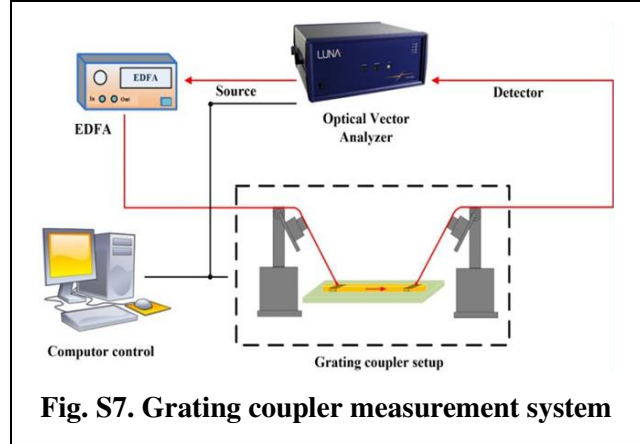 LUNA
EDFA
In Out
EDFA
Source
Detector
Optical Vector
Analyzer
Computor control
Grating coupler setup
Fig. S7. Grating coupler measurement system